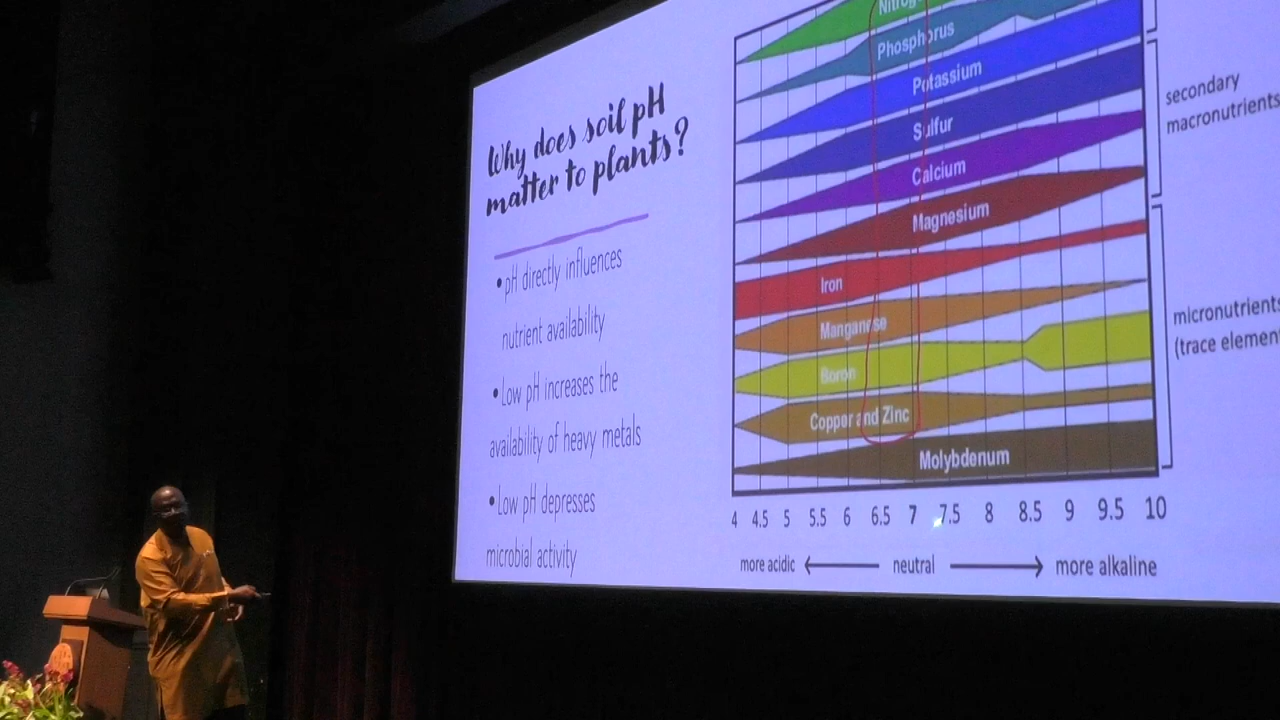 Why does soil pH
matter to plants?
• pH directly influences
nutrient availability
• Low pH increases the
availability of heavy metals
• Low pH depresses
microbial activity
Phosphorus
Potassium
Sulfur
Calcium
Magnesium
Iron
Manganese
Boron
Copper and Zinc
Molybdenum
4 4.5 5 5.5 6 6.5 7 7.5 8 8.5 9 9.5 10
more acidic neutral more alkaline
secondary
macronutrients
micronutrients
(trace